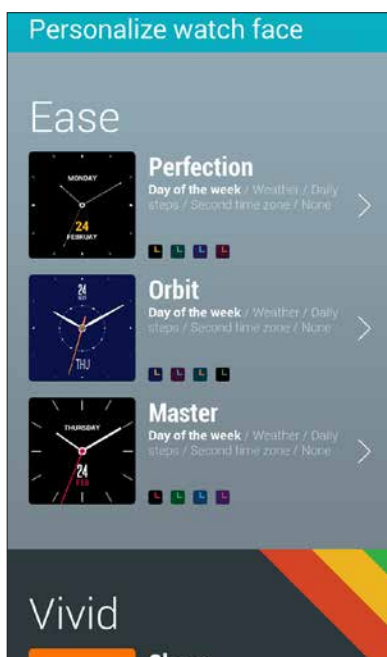 Personalize watch face
Ease
MONDAY
24
FEBRUAY
Perfection
Day of the week / Weather / Daily
steps / Second time zone / None
24
THU
Orbit
Day of the week / Weather / Daily
steps / Second time zone / None
THURSDAY
24
FEB
Master
Day of the week / Weather / Daily
steps / Second time zone / None
Vivid